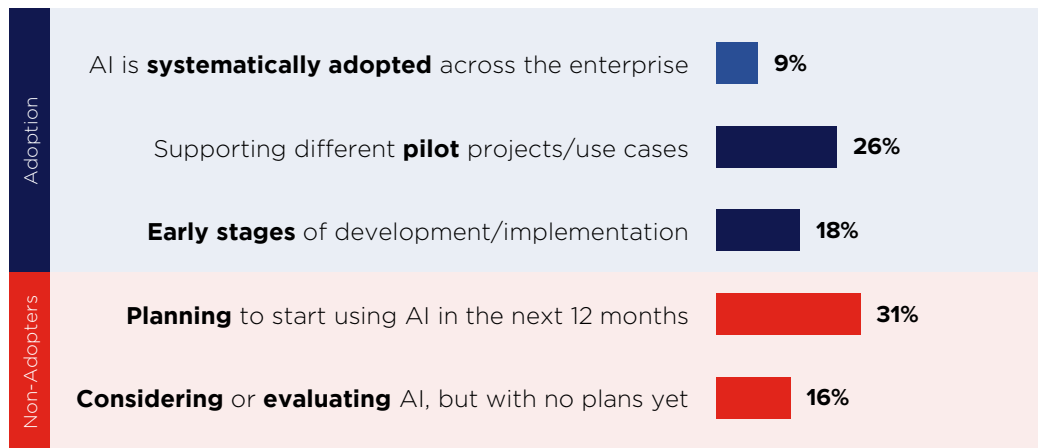 Adoption
AI is systematically adopted across the enterprise 9%
Supporting different pilot projects/use cases 26%
Early stages of development/implementation 18%
Non-Adopters
Planning to start using AI in the next 12 months 31%
Considering or evaluating AI, but with no plans yet 16%